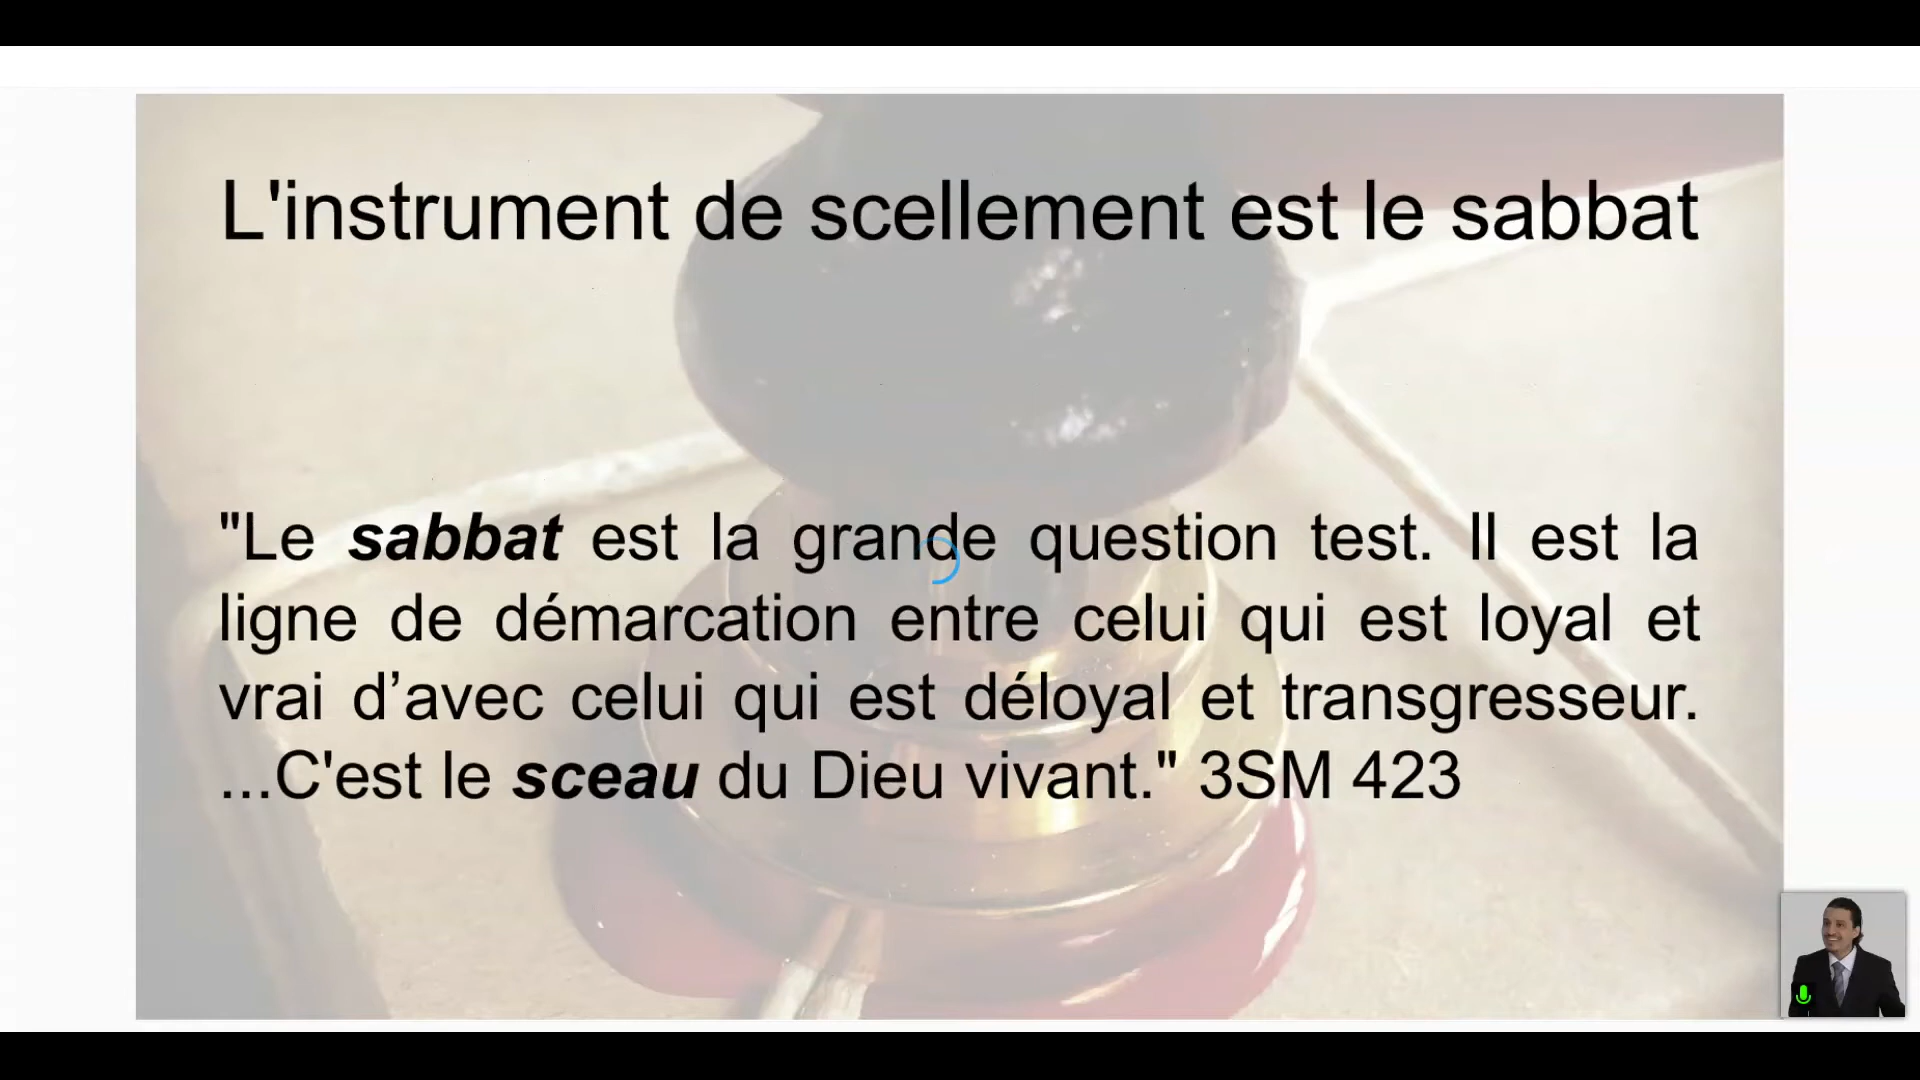 L'instrument de scellement est le sabbat
"Le sabbat est la grande question test. Il est la
ligne de démarcation entre celui qui est loyal et
vrai d’avec celui qui est déloyal et transgresseur.
...C'est le sceau du Dieu vivant." 3SM 423